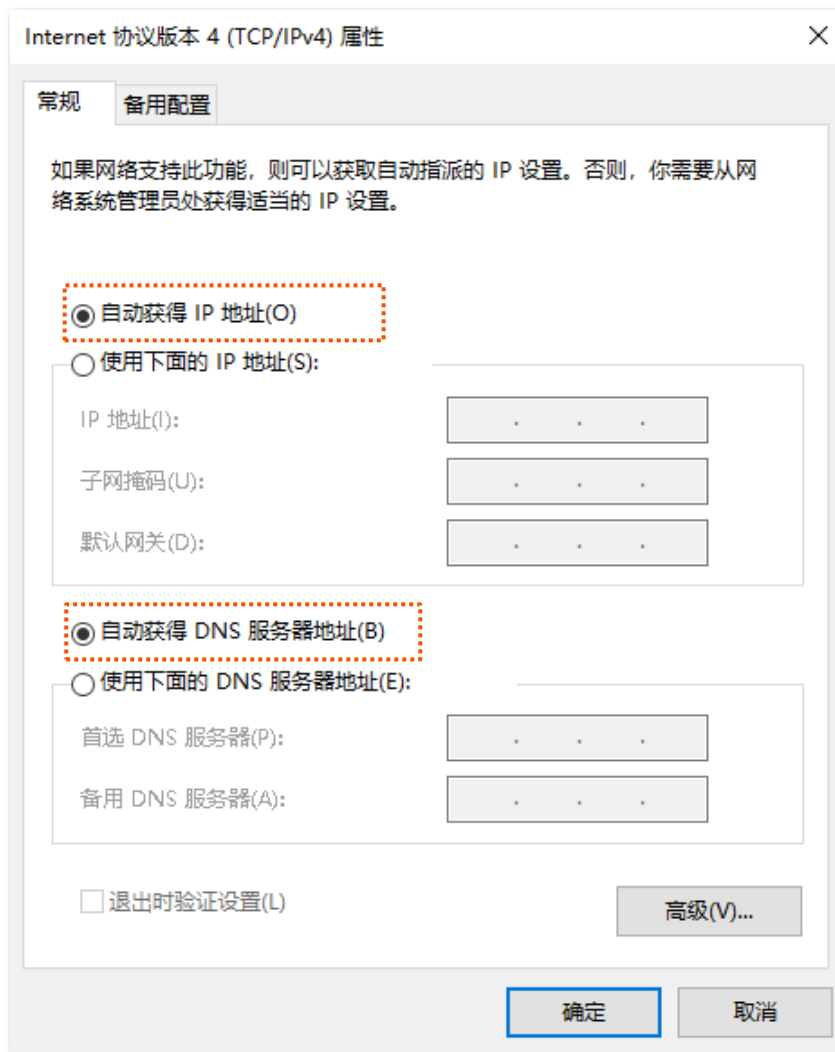 Internet 协议版本 4 (TCP/IPv4) 属性
常规
备用配置
如果网络支持此功能，则可以获取自动指派的 IP 设置。否则，你需要从网
络系统管理员处获得适当的 IP 设置。
自动获得 IP 地址(O)
使用下面的 IP 地址(S):
IP 地址(I):
子网掩码(U):
默认网关(D):
自动获得 DNS 服务器地址(B)
使用下面的 DNS 服务器地址(E):
首选 DNS 服务器(P):
备用 DNS 服务器(A):
退出时验证设置(L)
高级(V)...
确定
取消